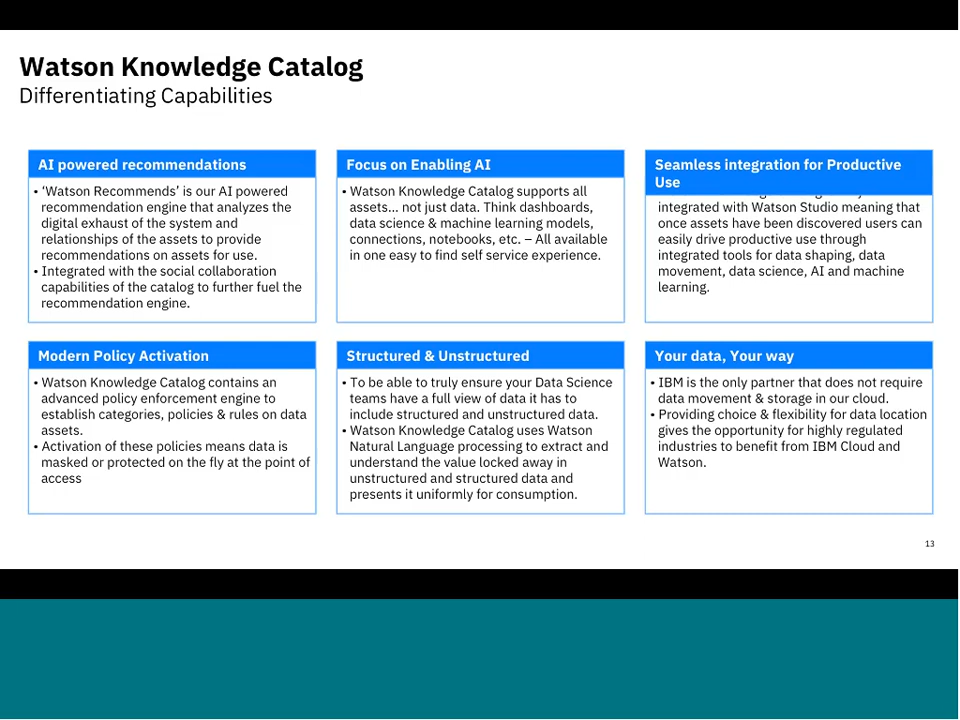 Watson Knowledge Catalog
Differentiating Capabilities
AI powered recommendations
• ‘Watson Recommends’ is our AI powered
recommendation engine that analyzes the
digital exhaust of the system and
relationships of the assets to provide
recommendations on assets for use.
• Integrated with the social collaboration
capabilities of the catalog to further fuel the
recommendation engine.
Focus on Enabling AI
• Watson Knowledge Catalog supports all
assets… not just data. Think dashboards,
data science & machine learning models,
connections, notebooks, etc. – All available
in one easy to find self service experience.
Seamless integration for Productive
Use
integrated with Watson Studio meaning that
once assets have been discovered users can
easily drive productive use through
integrated tools for data shaping, data
movement, data science, AI and machine
learning.
Modern Policy Activation
• Watson Knowledge Catalog contains an
advanced policy enforcement engine to
establish categories, policies & rules on data
assets.
• Activation of these policies means data is
masked or protected on the fly at the point of
access
Structured & Unstructured
• To be able to truly ensure your Data Science
teams have a full view of data it has to
include structured and unstructured data.
• Watson Knowledge Catalog uses Watson
Natural Language processing to extract and
understand the value locked away in
unstructured and structured data and
presents it uniformly for consumption.
Your data, Your way
• IBM is the only partner that does not require
data movement & storage in our cloud.
• Providing choice & flexibility for data location
gives the opportunity for highly regulated
industries to benefit from IBM Cloud and
Watson.
13